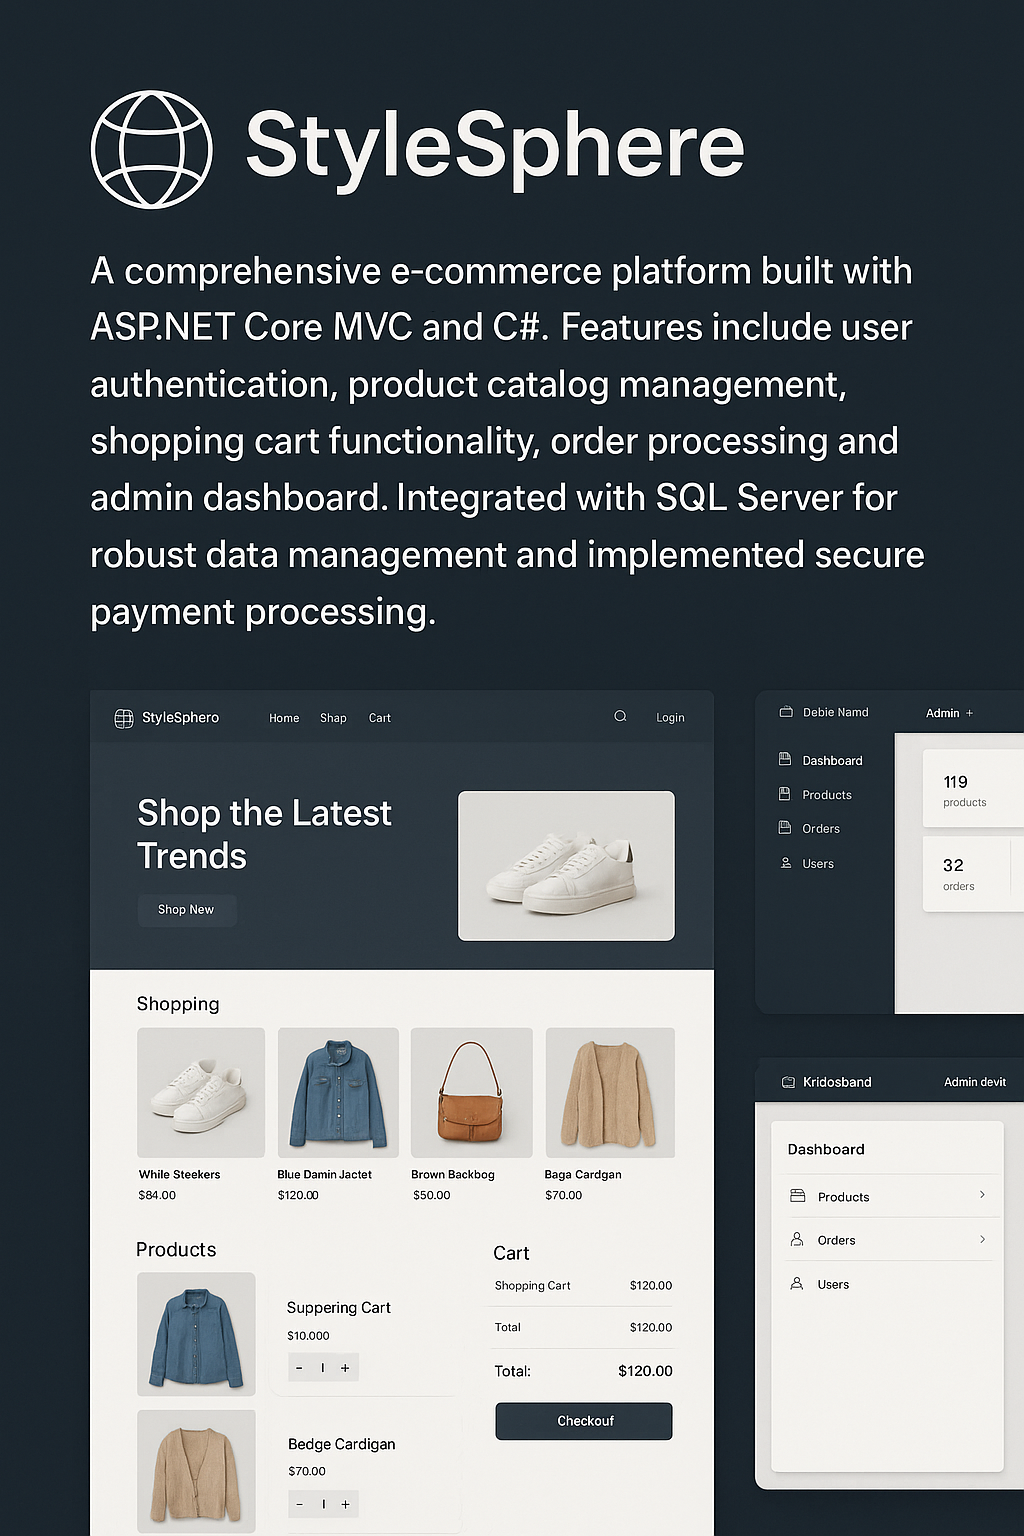 StyleSphere
A comprehensive e-commerce platform built with
ASP.NET Core MVC and C#. Features include user
authentication, product catalog management,
shopping cart functionality, order processing and
admin dashboard. Integrated with SQL Server for
robust data management and implemented secure
payment processing.
StyleSphero
Home Shap Cart
Login
Shop the Latest
Trends
Shop New
Shopping
While Steekers
$84.00
Blue Damin Jactet
$120.00
Brown Backbog
$50.00
Baga Cardgan
$70.00
Products
Suppering Cart
$10.000
- 1 +
Bedge Cardigan
$70.00
- 1 +
Cart
Shopping Cart $120.00
Total $120.00
Total: $120.00
Checkouf
Debie Namd
Admin +
Dashboard
Products
Orders
Users
119
products
32
orders
Kridosband
Admin devit
Dashboard
Products
Orders
Users